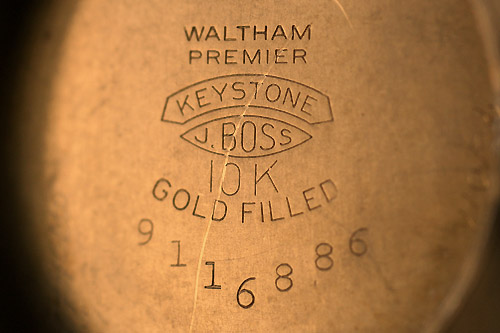 WALTHAM
PREMIER
KEYSTONE
J. BOSS
10K
GOLD FILLED
9116886